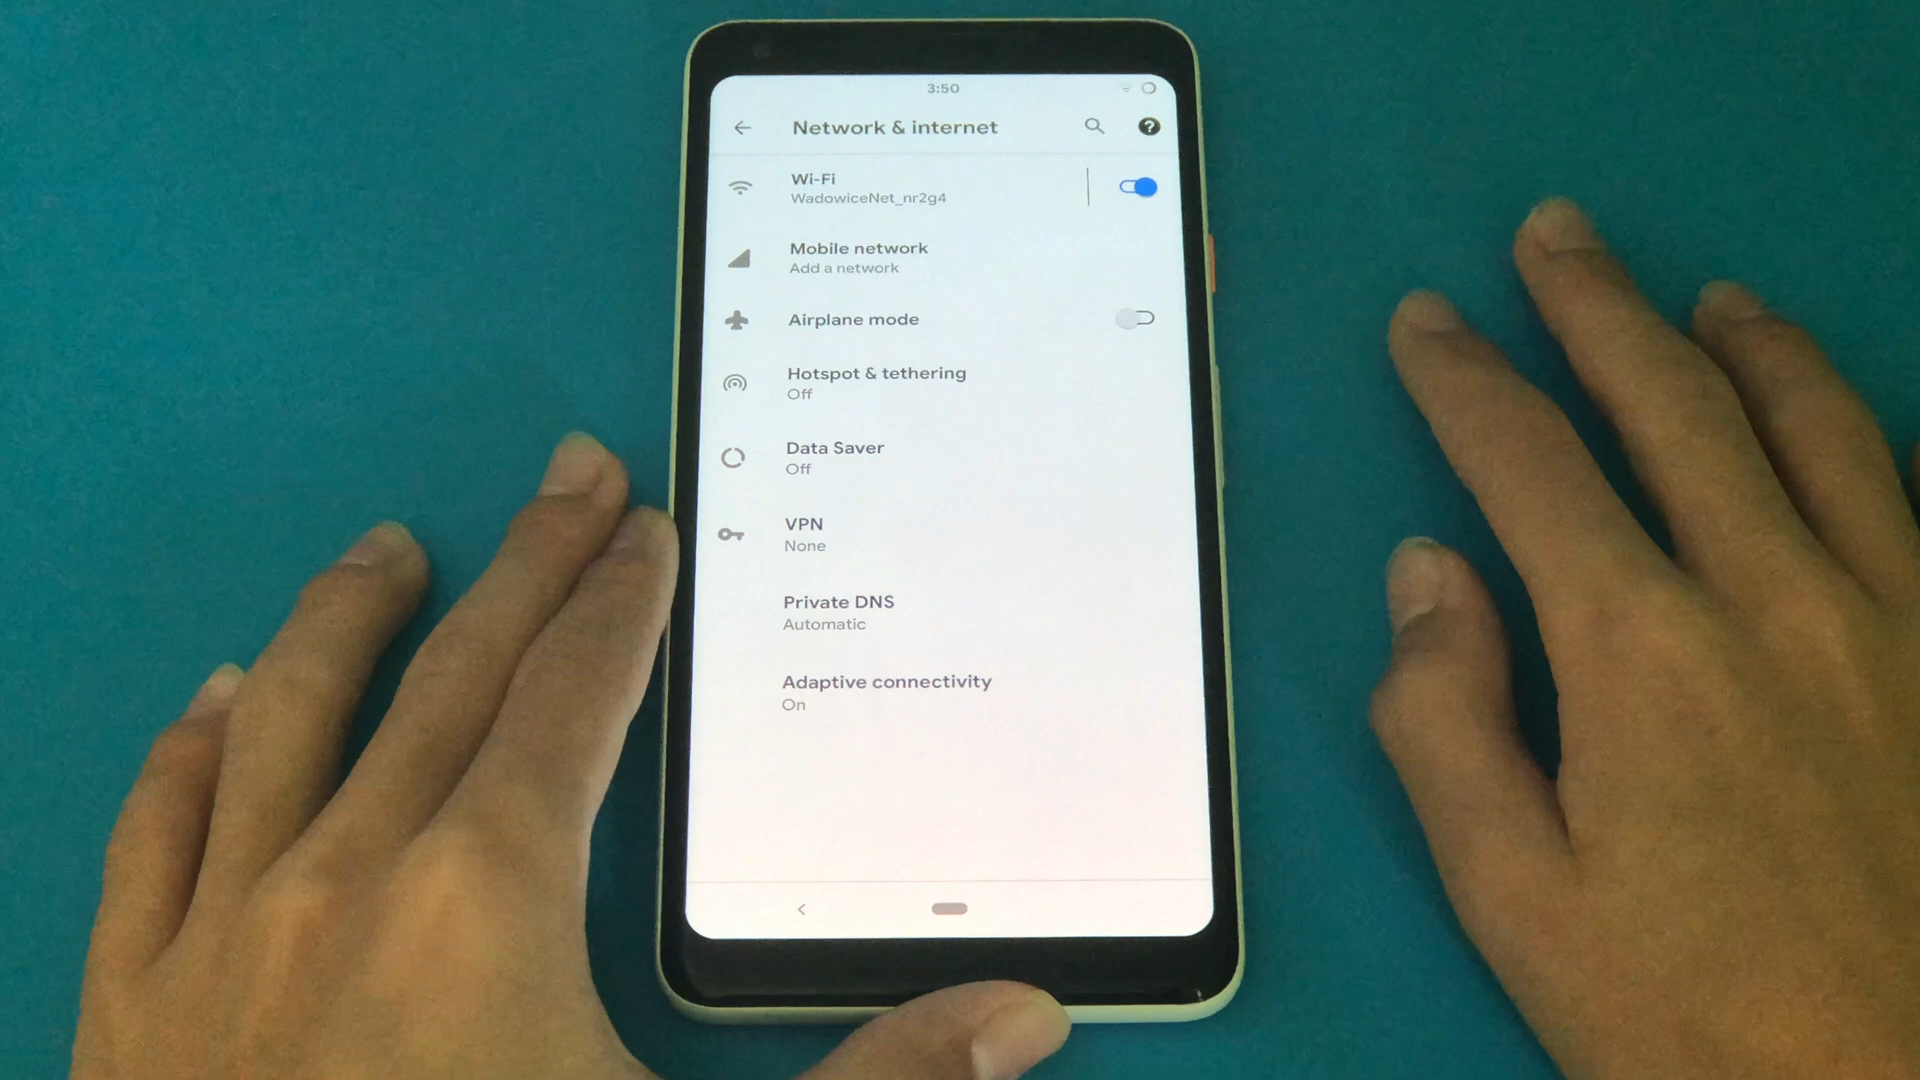 3:50
Network & internet
?
Wi-Fi
WadowiceNet_nr2g4
Mobile network
Add a network
Airplane mode
Hotspot & tethering
Off
Data Saver
Off
VPN
None
Private DNS
Automatic
Adaptive connectivity
On